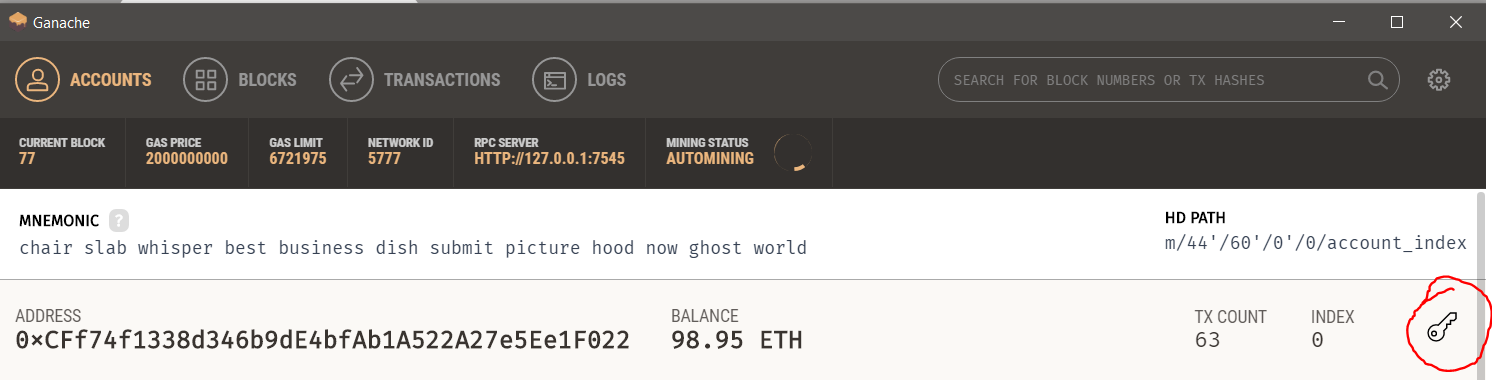 Ganache
ACCOUNTS BLOCKS TRANSACTIONS LOGS SEARCH FOR BLOCK NUMBERS OR TX HASHES
CURRENT BLOCK GAS PRICE GAS LIMIT NETWORK ID RPC SERVER MINING STATUS
77 2000000000 6721975 5777 HTTP://127.0.0.1:7545 AUTOMINING
MNEMONIC ? HD PATH
chair slab whisper best business dish submit picture hood now ghost world m/44'/60'/0'/0/account_index
ADDRESS BALANCE TX COUNT INDEX
0×CFf74f1338d346b9dE4bfAb1A522A27e5Ee1F022 98.95 ETH 63 0